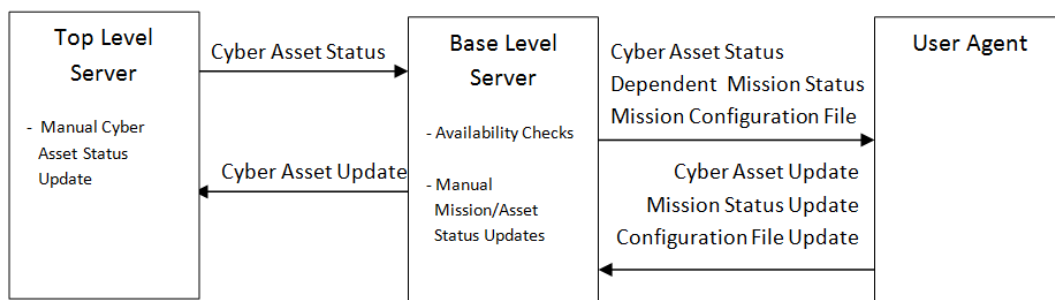 Top Level
Server
- Manual Cyber
Asset Status
Update
Cyber Asset Status
Cyber Asset Update
Base Level
Server
- Availability Checks
- Manual
Mission/Asset
Status Updates
Cyber Asset Status
Dependent Mission Status
Mission Configuration File
Cyber Asset Update
Mission Status Update
Configuration File Update
User Agent